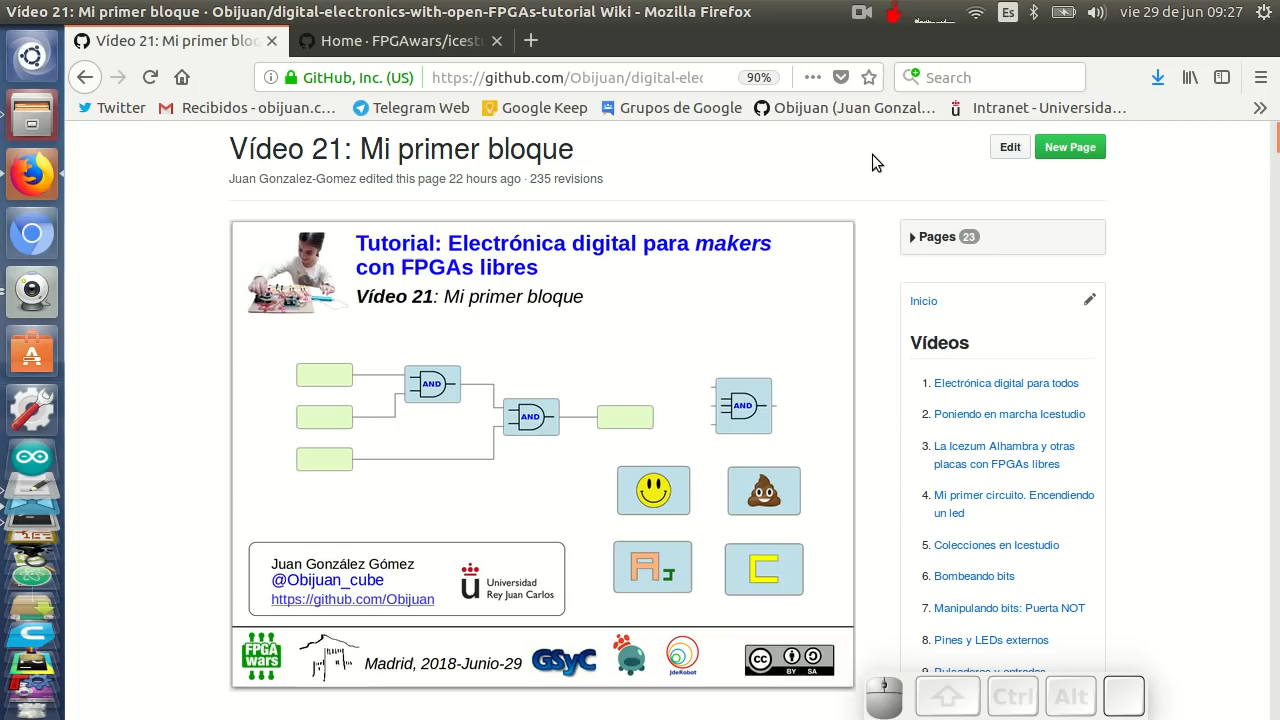 Vídeo 21: Mi primer bloque · Obijuan/digital-electronics-with-open-FPGAs-tutorial Wiki - Mozilla Firefox
Es
vie 29 de jun 09:27
Vídeo 21: Mi primer bloq
Home · FPGAwars/icest
GitHub, Inc. (US)
https://github.com/Obijuan/digital-elec
90%
Search
Twitter
Recibidos - obijuan.c…
Telegram Web
Google Keep
Grupos de Google
Obijuan (Juan Gonzal…
Intranet - Universida…
Vídeo 21: Mi primer bloque
Edit
New Page
Juan Gonzalez-Gomez edited this page 22 hours ago · 235 revisions
Tutorial: Electrónica digital para makers
con FPGAs libres
Vídeo 21: Mi primer bloque
AND
AND
AND
Juan González Gómez
@Obijuan_cube
https://github.com/Obijuan
Universidad
Rey Juan Carlos
FPGA
wars
Madrid, 2018-Junio-29
GSyC
JdeRobot
cc
BY SA
Pages 23
Inicio
Vídeos
1. Electrónica digital para todos
2. Poniendo en marcha Icestudio
3. La Icezum Alhambra y otras
placas con FPGAs libres
4. Mi primer circuito. Encendiendo
un led
5. Colecciones en Icestudio
6. Bombeando bits
7. Manipulando bits: Puerta NOT
8. Pines y LEDs externos
Ctrl
Alt